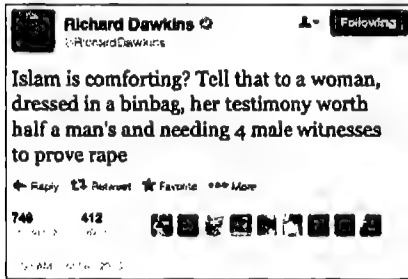 Richard Dawkins
Following
@RichardDawkins
Islam is comforting? Tell that to a woman,
dressed in a binbag, her testimony worth
half a man's and needing 4 male witnesses
to prove rape
Reply Retweet Favorite More
412